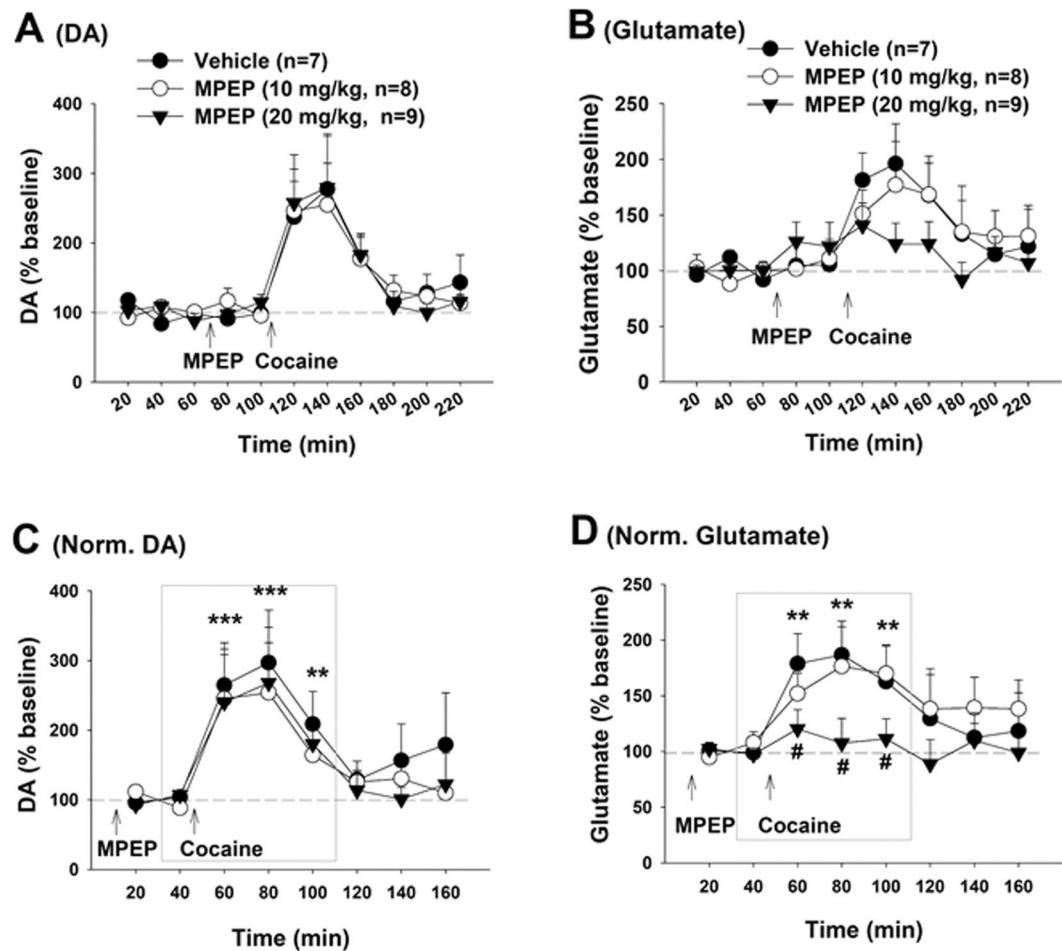 A (DA)
Vehicle (n=7)
MPEP (10 mg/kg, n=8)
MPEP (20 mg/kg, n=9)
400
300
200
100
0
DA (% baseline)
MPEP
Cocaine
20 40 60 80 100 120 140 160 180 200 220
Time (min)
B (Glutamate)
Vehicle (n=7)
MPEP (10 mg/kg, n=8)
MPEP (20 mg/kg, n=9)
250
200
150
100
50
0
Glutamate (% baseline)
MPEP
Cocaine
20 40 60 80 100 120 140 160 180 200 220
Time (min)
C (Norm. DA)
400
300
200
100
0
DA (% baseline)
*** *** **
MPEP
Cocaine
20 40 60 80 100 120 140 160
Time (min)
D (Norm. Glutamate)
250
200
150
100
50
0
Glutamate (% baseline)
** ** **
# # #
MPEP
Cocaine
20 40 60 80 100 120 140 160
Time (min)